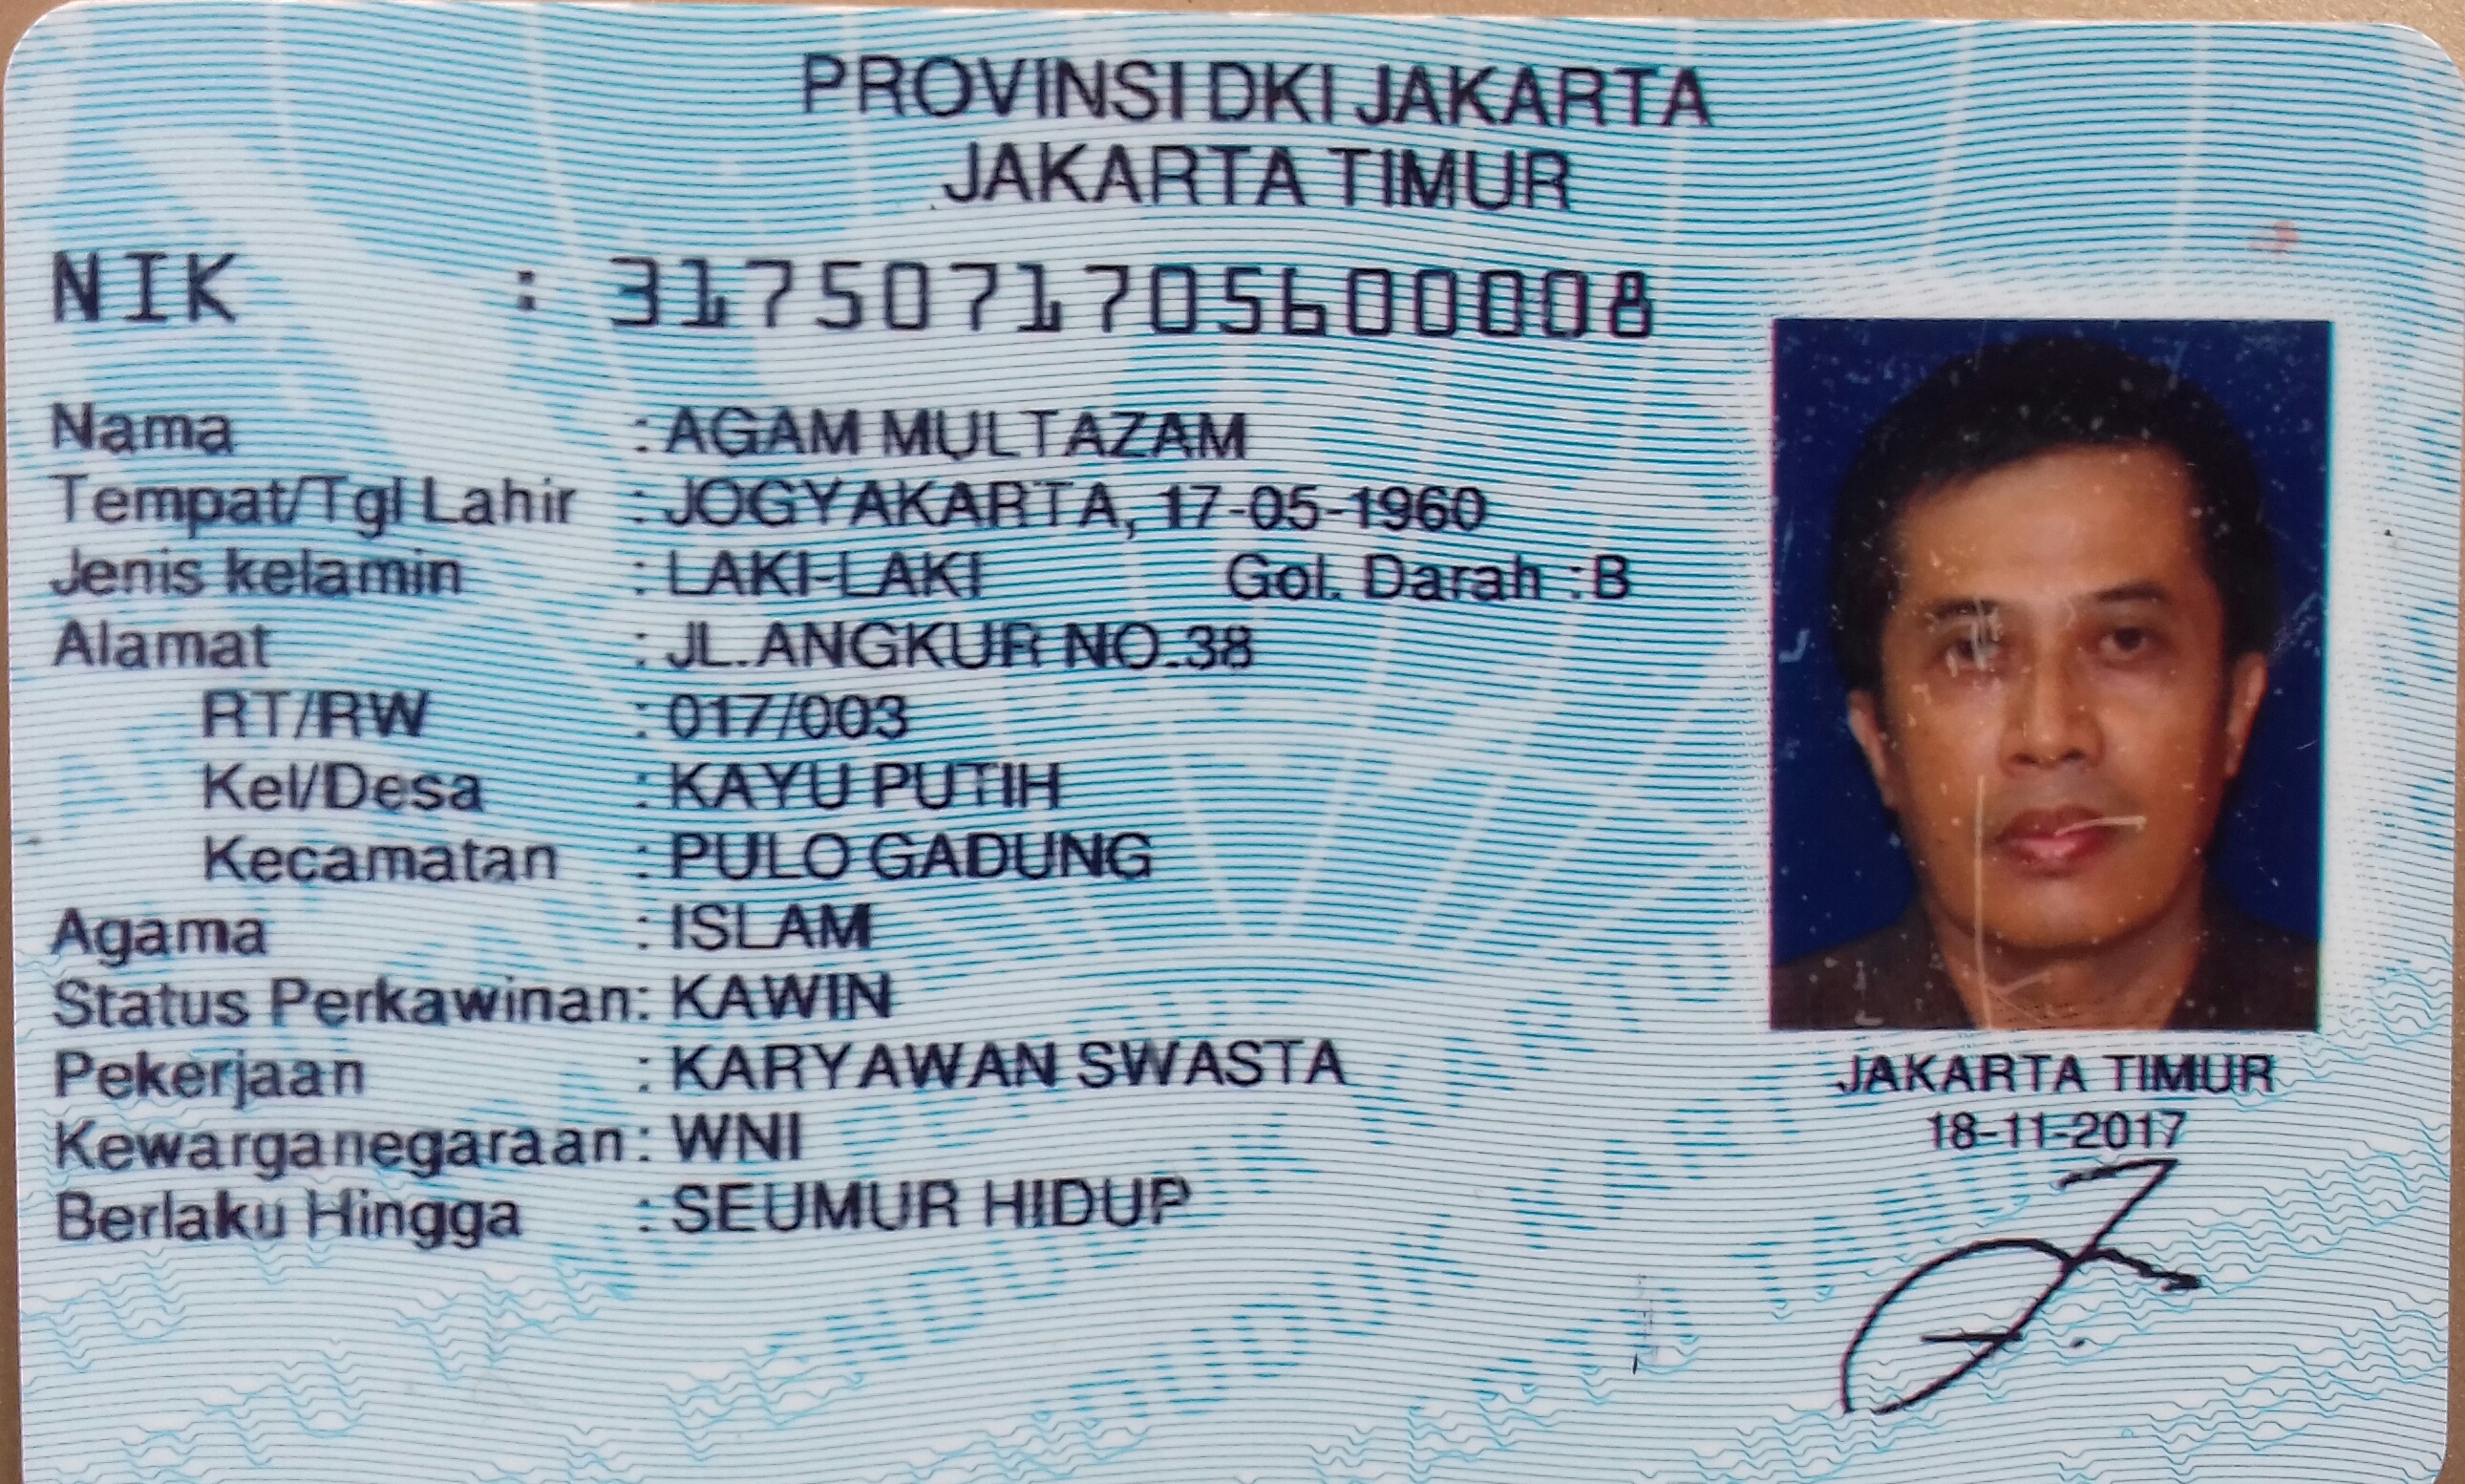 PROVINSI DKI JAKARTA
JAKARTA TIMUR
NIK : 3175071705600008
Nama : AGAM MULTAZAM
Tempat/Tgl Lahir : JOGYAKARTA, 17-05-1960
Jenis kelamin : LAKI-LAKI Gol. Darah : B
Alamat : JL.ANGKUR NO.38
RT/RW : 017/003
Kel/Desa : KAYU PUTIH
Kecamatan : PULO GADUNG
Agama : ISLAM
Status Perkawinan: KAWIN
Pekerjaan : KARYAWAN SWASTA
Kewarganegaraan: WNI
Berlaku Hingga : SEUMUR HIDUP
JAKARTA TIMUR
18-11-2017